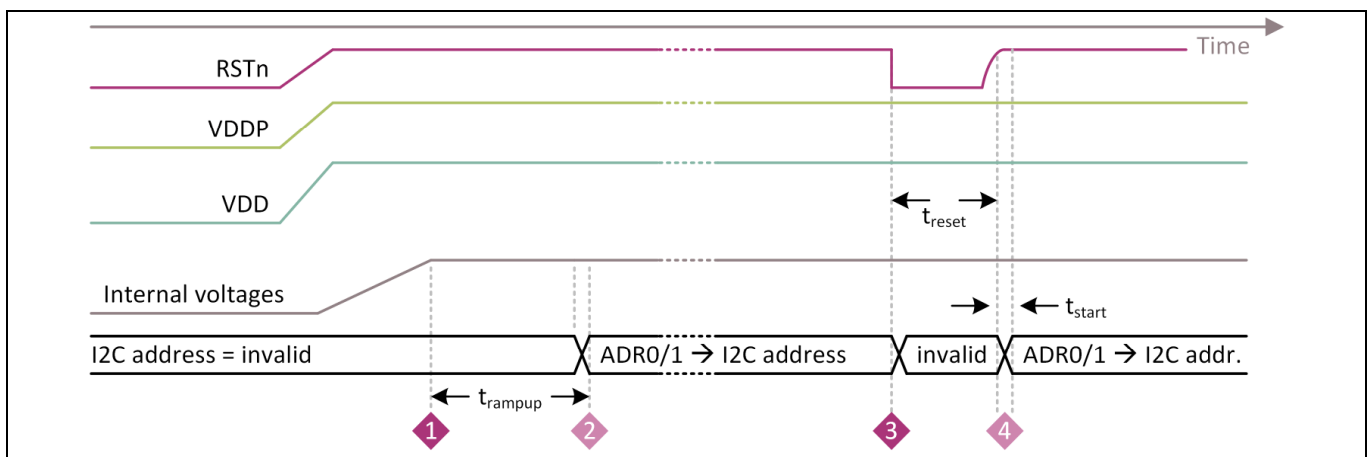 Time
RSTn
VDDP
VDD
treset
Internal voltages
tstart
I2C address = invalid
ADR0/1 → I2C address
invalid
ADR0/1 → I2C addr.
trampup
1
2
3
4